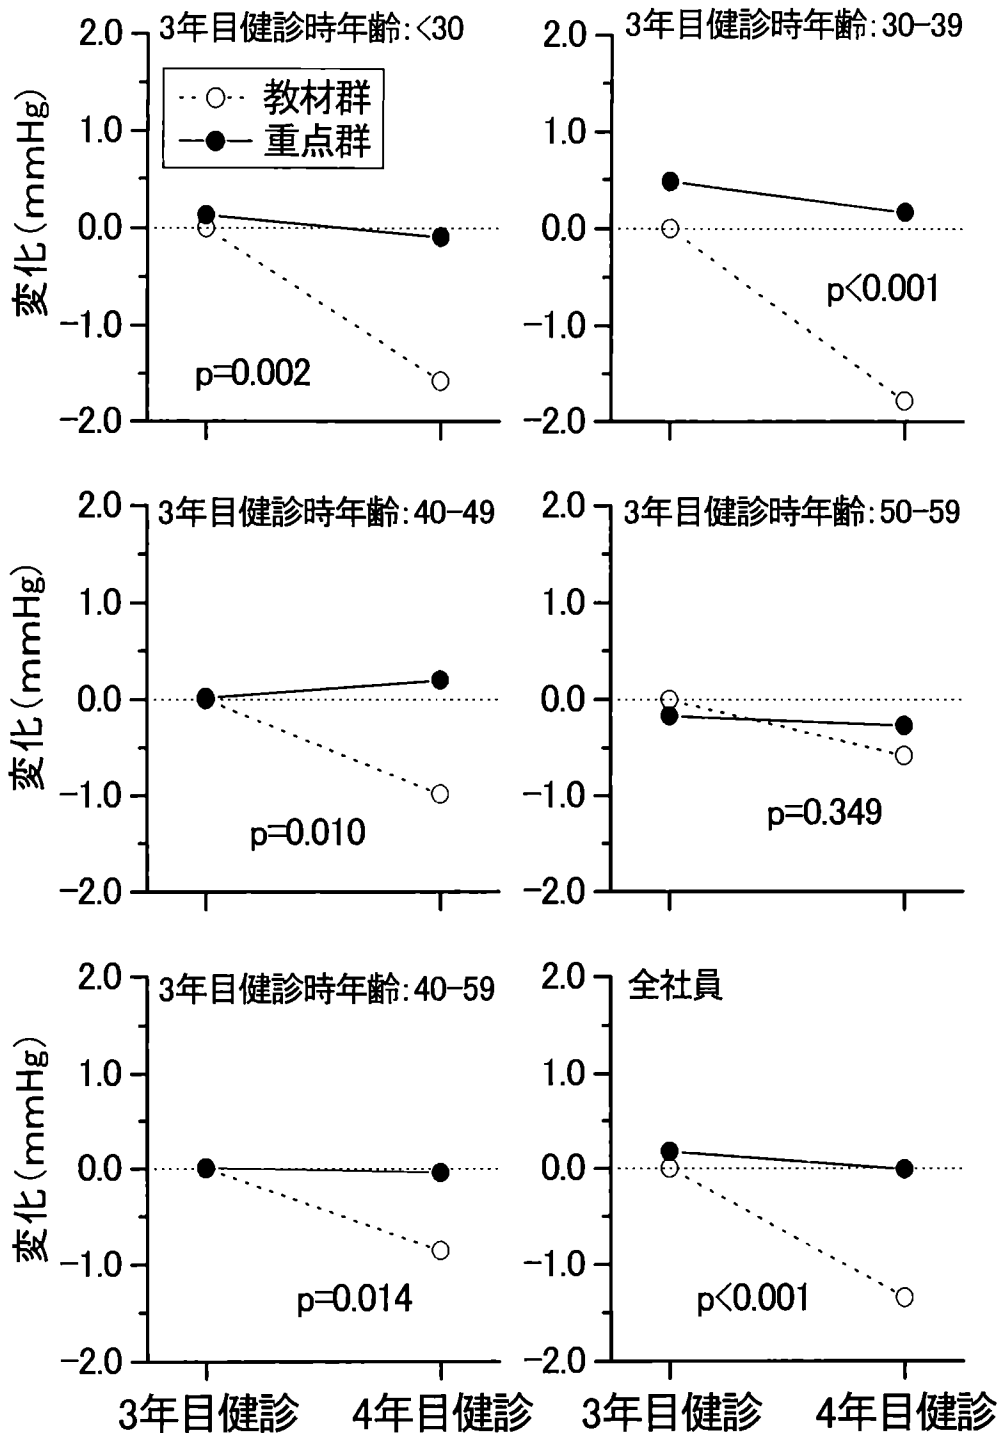 3年目健診時年齢:<30
教材群
重点群
2.0
1.0
0.0
−1.0
−2.0
変化(mmHg)
p=0.002
3年目健診時年齢:30−39
2.0
1.0
0.0
−1.0
−2.0
p<0.001
3年目健診時年齢:40−49
2.0
1.0
0.0
−1.0
−2.0
変化(mmHg)
p=0.010
3年目健診時年齢:50−59
2.0
1.0
0.0
−1.0
−2.0
p=0.349
3年目健診時年齢:40−59
2.0
1.0
0.0
−1.0
−2.0
変化(mmHg)
p=0.014
3年目健診 4年目健診
全社員
2.0
1.0
0.0
−1.0
−2.0
p<0.001
3年目健診 4年目健診